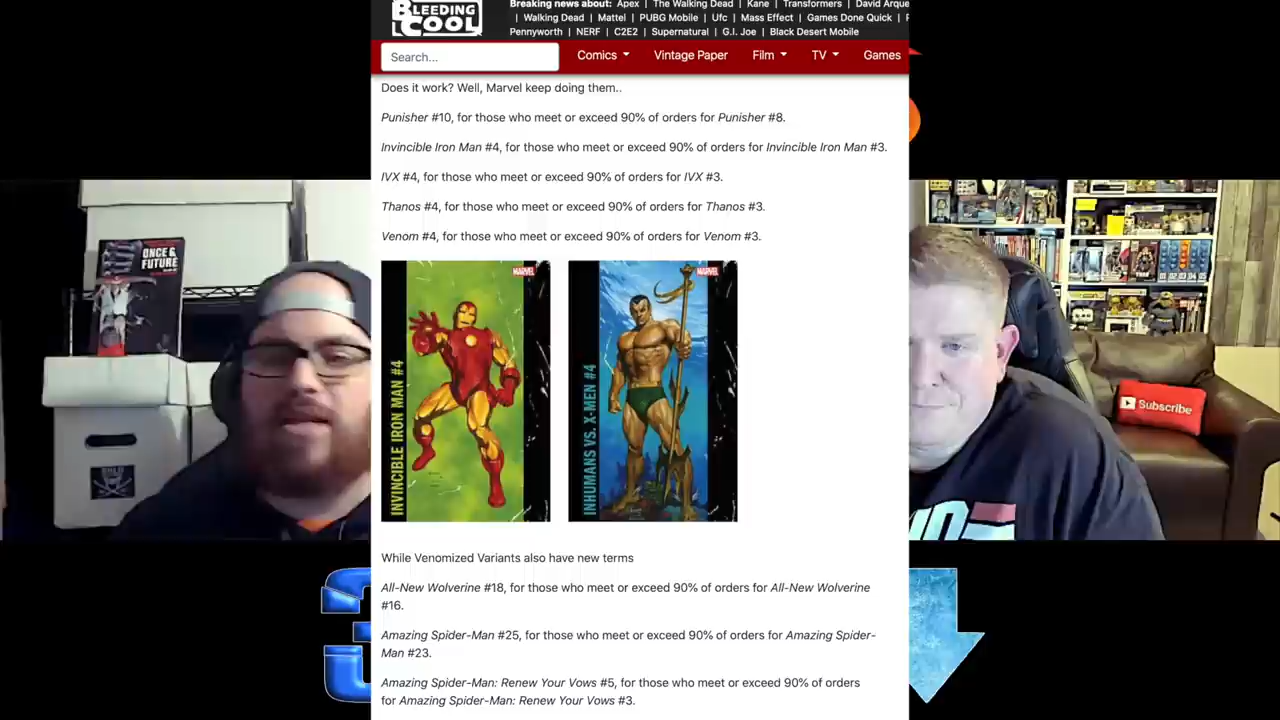 BLEEDING COOL
Breaking news about: Apex | The Walking Dead | Kane | Transformers | David Arque
| Walking Dead | Mattel | PUBG Mobile | Ufc | Mass Effect | Games Done Quick |
Pennyworth | NERF | C2E2 | Supernatural | G.I. Joe | Black Desert Mobile
Search...
Comics
Vintage Paper
Film
TV
Games
Does it work? Well, Marvel keep doing them..
Punisher #10, for those who meet or exceed 90% of orders for Punisher #8.
Invincible Iron Man #4, for those who meet or exceed 90% of orders for Invincible Iron Man #3.
IVX #4, for those who meet or exceed 90% of orders for IVX #3.
Thanos #4, for those who meet or exceed 90% of orders for Thanos #3.
Venom #4, for those who meet or exceed 90% of orders for Venom #3.
ONCE &
FUTURE
MARVEL
INVINCIBLE IRON MAN #4
MARVEL
INHUMANS VS. X-MEN #4
Subscribe
While Venomized Variants also have new terms
All-New Wolverine #18, for those who meet or exceed 90% of orders for All-New Wolverine
#16.
Amazing Spider-Man #25, for those who meet or exceed 90% of orders for Amazing Spider-
Man #23.
Amazing Spider-Man: Renew Your Vows #5, for those who meet or exceed 90% of orders
for Amazing Spider-Man: Renew Your Vows #3.